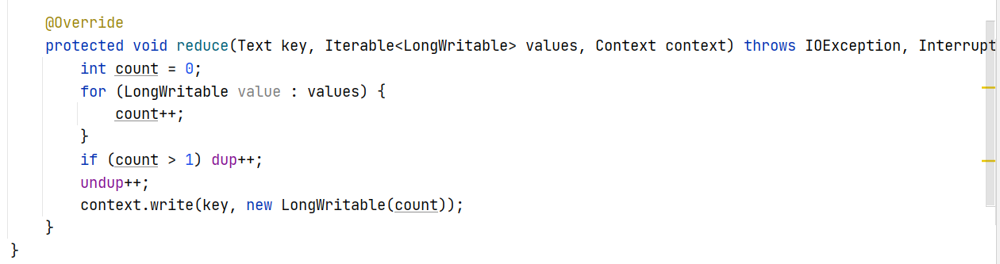 @Override
protected void reduce(Text key, Iterable<LongWritable> values, Context context) throws IOException, Interrupt
int count = 0;
for (LongWritable value : values) {
count++;
}
if (count > 1) dup++;
undup++;
context.write(key, new LongWritable(count));
}
}